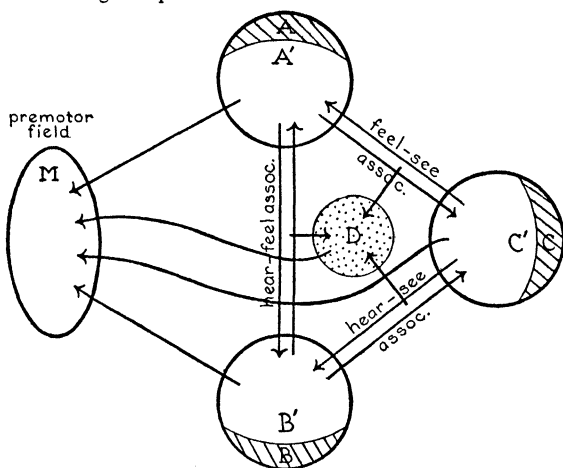 A
A'
premotor
field
M
feel-see
assoc.
hear-feel assoc.
D
C'
C
hear-see
assoc.
B'
B